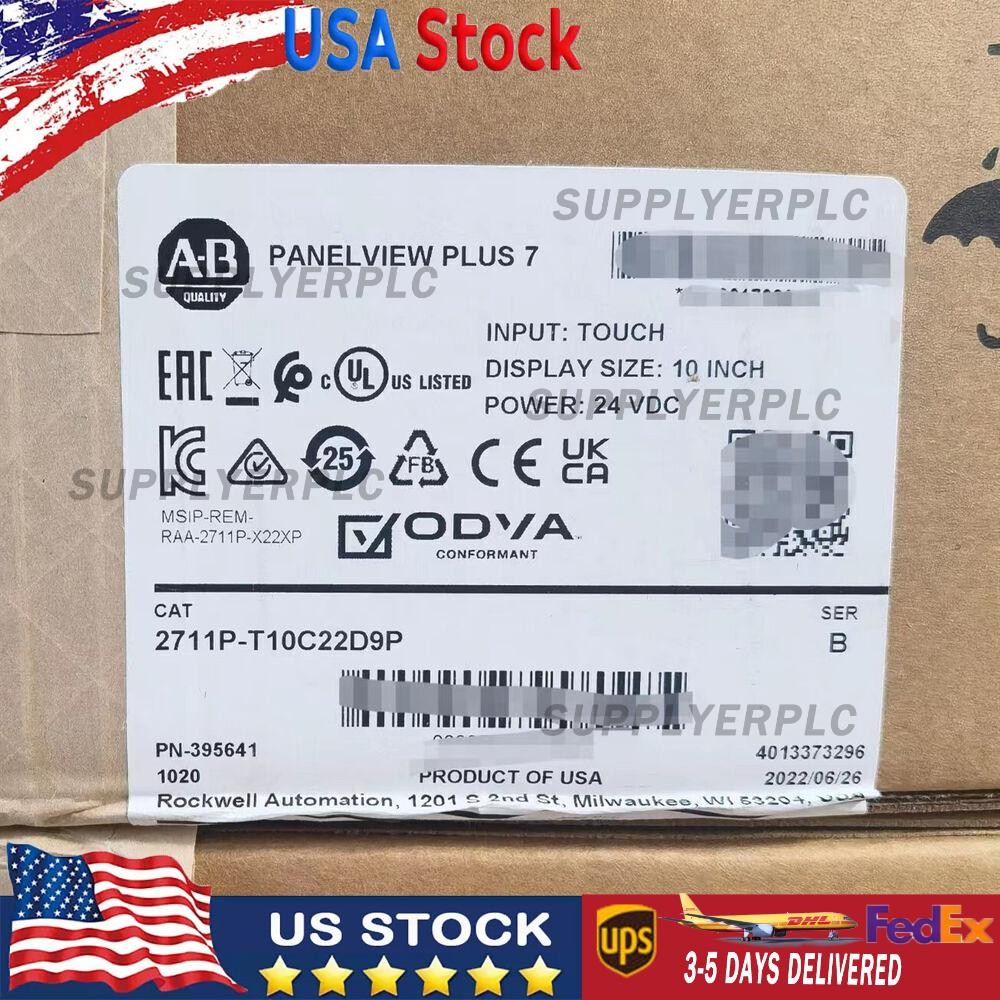 USA Stock
SUPPLYERPLC
A-B
QUALITY
PANELVIEW PLUS 7
SUPPLYERPLC
INPUT: TOUCH
DISPLAY SIZE: 10 INCH
POWER: 24 VDC
SUPPLYERPLC
EAC
C UL US LISTED
25
FB
CE
UK
CA
SUPPLYERPLC
MSIP-REM-
RAA-2711P-X22XP
ODVA
CONFORMANT
CAT
SER
2711P-T10C22D9P
B
SUPPLYERPLC
PN-395641
4013373296
1020
PRODUCT OF USA
2022/06/26
Rockwell Automation, 1201 S 2nd St, Milwaukee, WI 53204, USA
US STOCK
ups
DHL
FedEx
3-5 DAYS DELIVERED